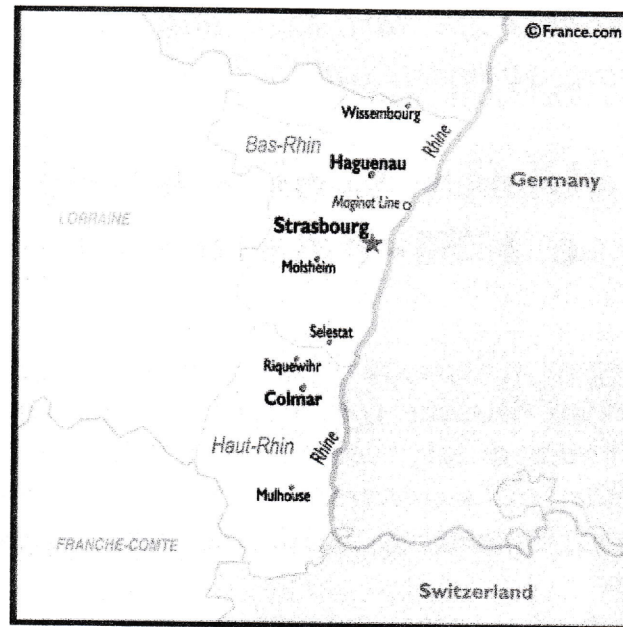 ©France.com
Wissembourg
Rhine
Bas-Rhin
Haguenau
Germany
Maginot Line
LORRAINE
Strasbourg
Molsheim
Selestat
Riquewihr
Colmar
Haut-Rhin
Rhine
Mulhouse
FRANCHE-COMTE
Switzerland